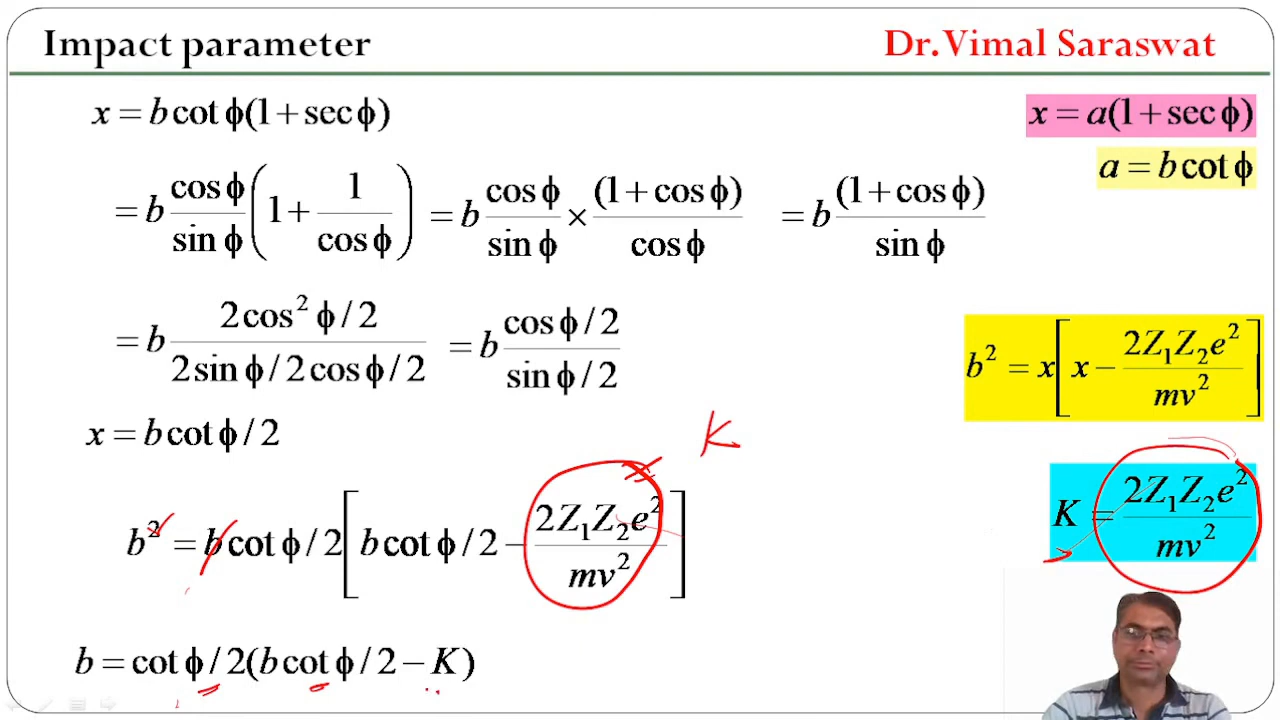 Impact parameter
Dr. Vimal Saraswat
x = b cot ϕ(1 + sec ϕ)
x = a(1 + sec ϕ)
a = b cot ϕ
= b cos ϕ / sin ϕ (1 + 1 / cos ϕ) = b cos ϕ / sin ϕ × (1 + cos ϕ) / cos ϕ = b (1 + cos ϕ) / sin ϕ
= b 2cos² ϕ/2 / 2sin ϕ/2 cos ϕ/2 = b cos ϕ/2 / sin ϕ/2
b² = x[x − 2Z₁Z₂e² / mv²]
x = b cot ϕ/2
K
K = 2Z₁Z₂e² / mv²
b² = b cot ϕ/2[b cot ϕ/2 − 2Z₁Z₂e² / mv²]
b = cot ϕ/2(b cot ϕ/2 − K)